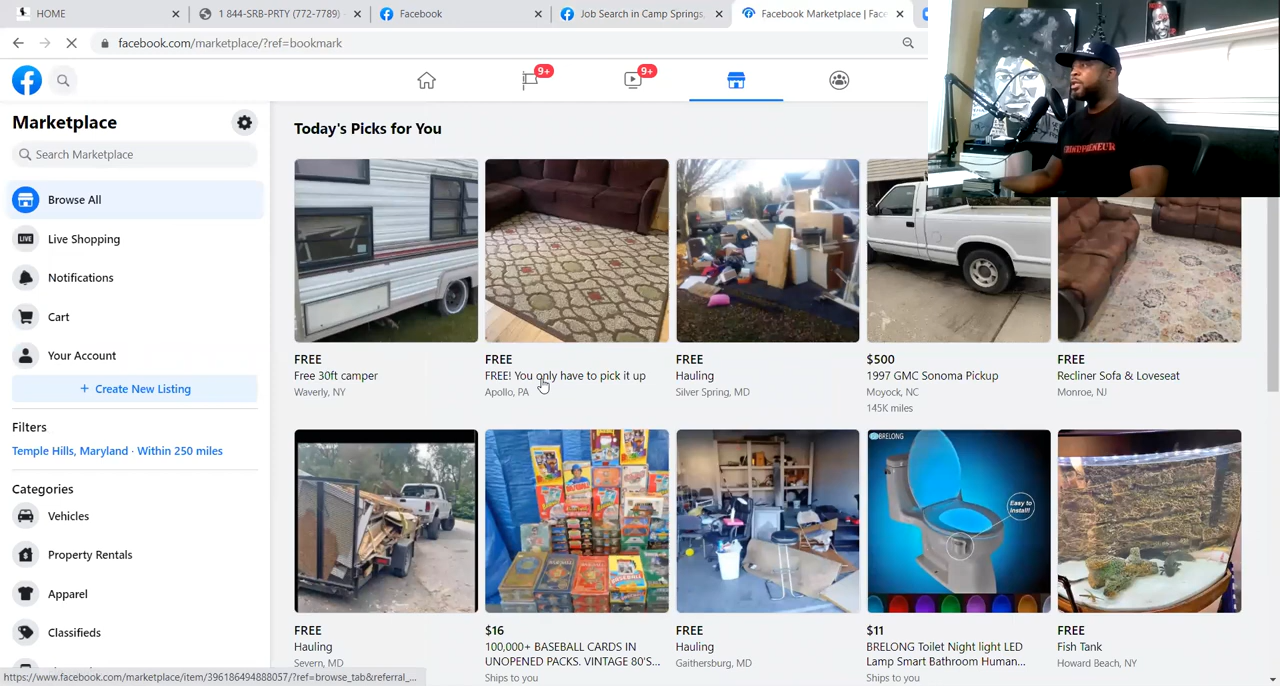 HOME
1 844-SRB-PRTY (772-7789)
Facebook
Job Search in Camp Springs,
Facebook Marketplace | Face
facebook.com/marketplace/?ref=bookmark
9+
9+
Marketplace
Search Marketplace
Browse All
LIVE
Live Shopping
Notifications
Cart
Your Account
+ Create New Listing
Filters
Temple Hills, Maryland · Within 250 miles
Categories
Vehicles
Property Rentals
Apparel
Classifieds
Today's Picks for You
FREE
Free 30ft camper
Waverly, NY
FREE
FREE! You only have to pick it up
Apollo, PA
FREE
Hauling
Silver Spring, MD
$500
1997 GMC Sonoma Pickup
Moyock, NC
145K miles
FREE
Recliner Sofa & Loveseat
Monroe, NJ
FREE
Hauling
Severn, MD
BASEBALL
$16
100,000+ BASEBALL CARDS IN
UNOPENED PACKS. VINTAGE 80'S...
Ships to you
FREE
Hauling
Gaithersburg, MD
BRELONG
Easy to
Install!
$11
BRELONG Toilet Night light LED
Lamp Smart Bathroom Human...
Ships to you
FREE
Fish Tank
Howard Beach, NY
https://www.facebook.com/marketplace/item/396186494888057/?ref=browse_tab&referral_...